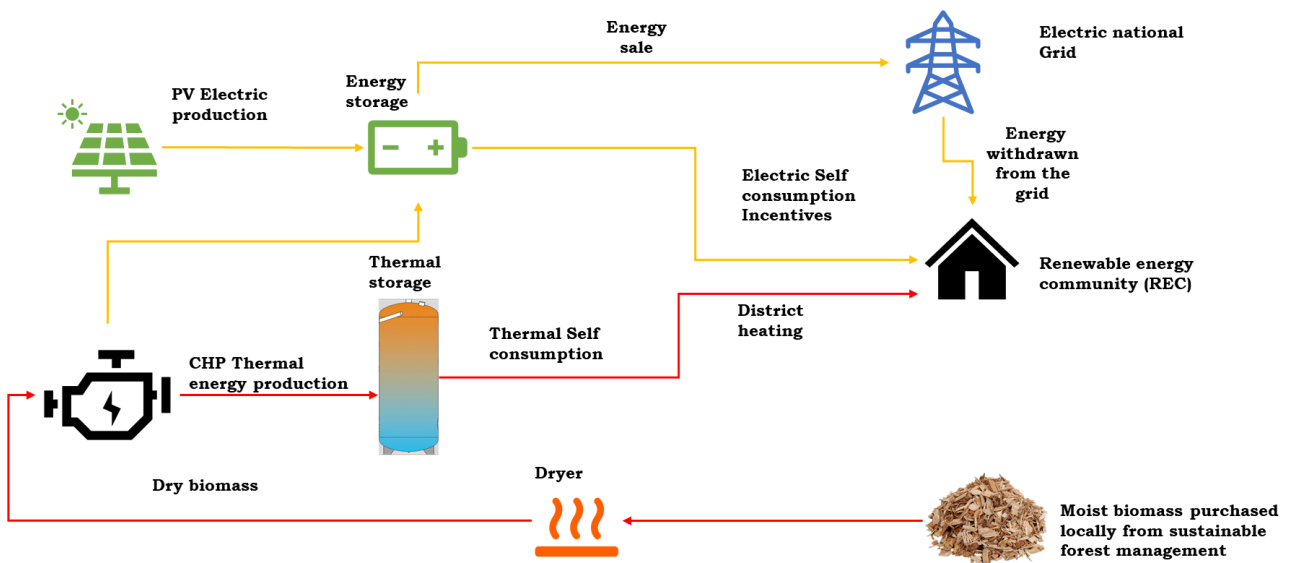 Energy
sale
Electric national
Grid
PV Electric
production
Energy
storage
Energy
withdrawn
from the
grid
Electric Self
consumption
Incentives
Thermal
storage
Renewable energy
community (REC)
District
heating
Thermal Self
consumption
CHP Thermal
energy production
Dryer
Dry biomass
Moist biomass purchased
locally from sustainable
forest management